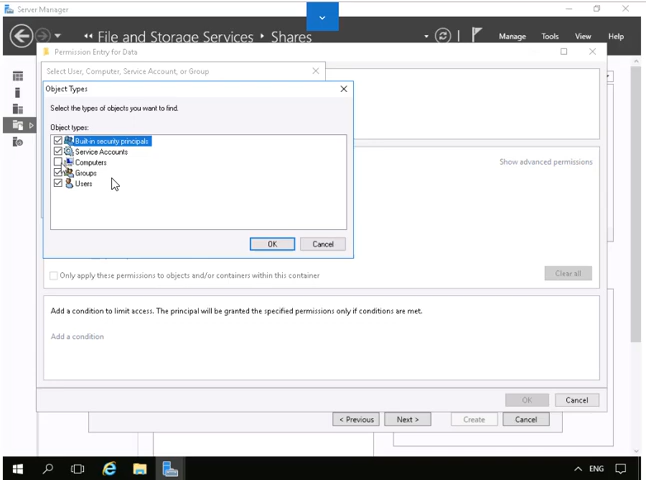 Server Manager
File and Storage Services
Shares
Manage
Tools
View
Help
Permission Entry for Data
Select User, Computer, Service Account, or Group
Object Types
Select the types of objects you want to find.
Object types:
Built-in security principals
Service Accounts
Computers
Groups
Users
Show advanced permissions
OK
Cancel
Only apply these permissions to objects and/or containers within this container
Clear all
Add a condition to limit access. The principal will be granted the specified permissions only if conditions are met.
Add a condition
OK
Cancel
< Previous
Next >
Create
Cancel
ENG